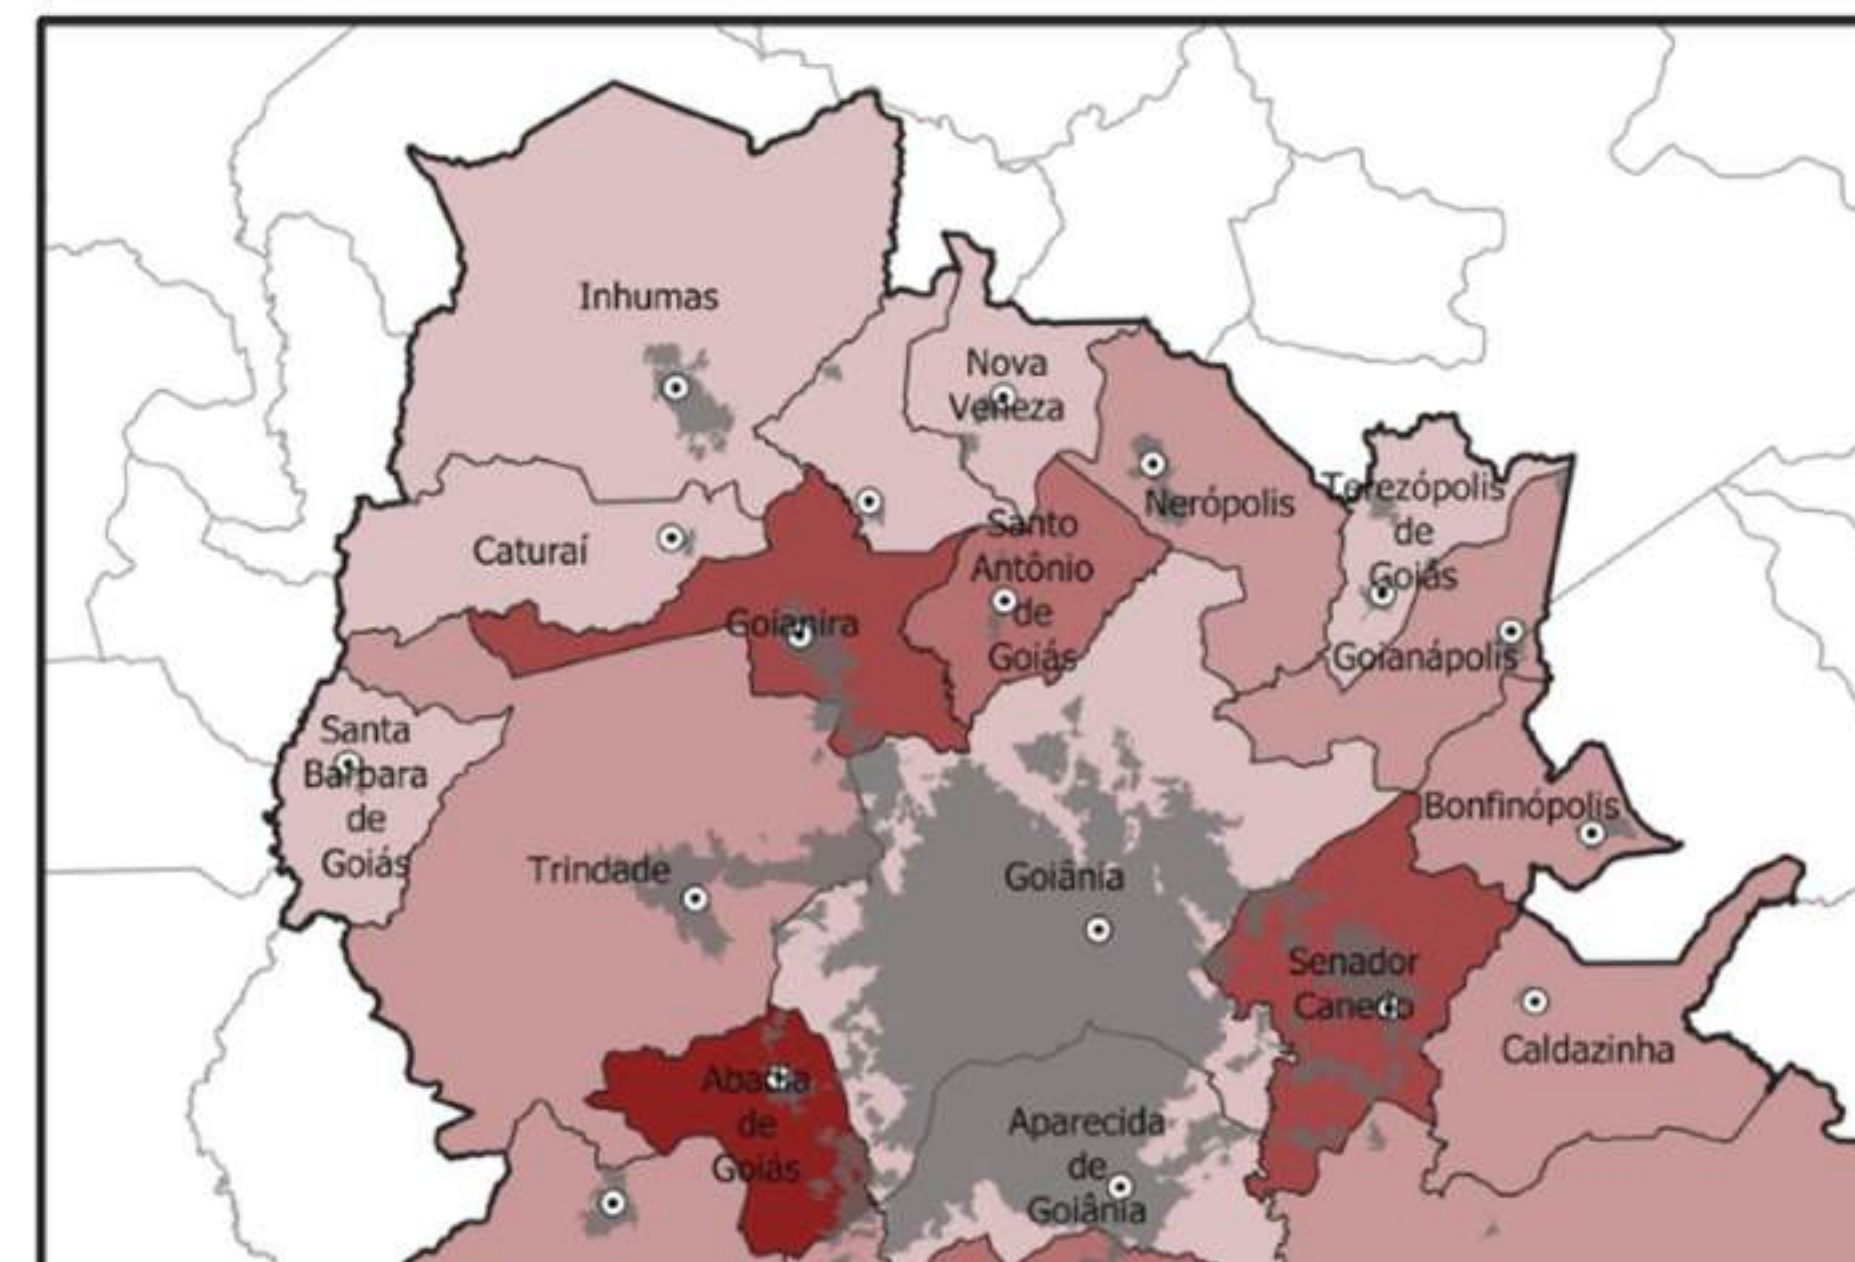 Inhumas
Nova
Veneza
Nerópolis
Terezópolis
de
Goiás
Caturaí
Santo
Antônio
de
Goiás
Goianira
Goianápolis
Santa
Bárbara
de
Goiás
Bonfinópolis
Trindade
Goiânia
Senador
Canedo
Caldazinha
Abadia
de
Goiás
Aparecida
de
Goiânia